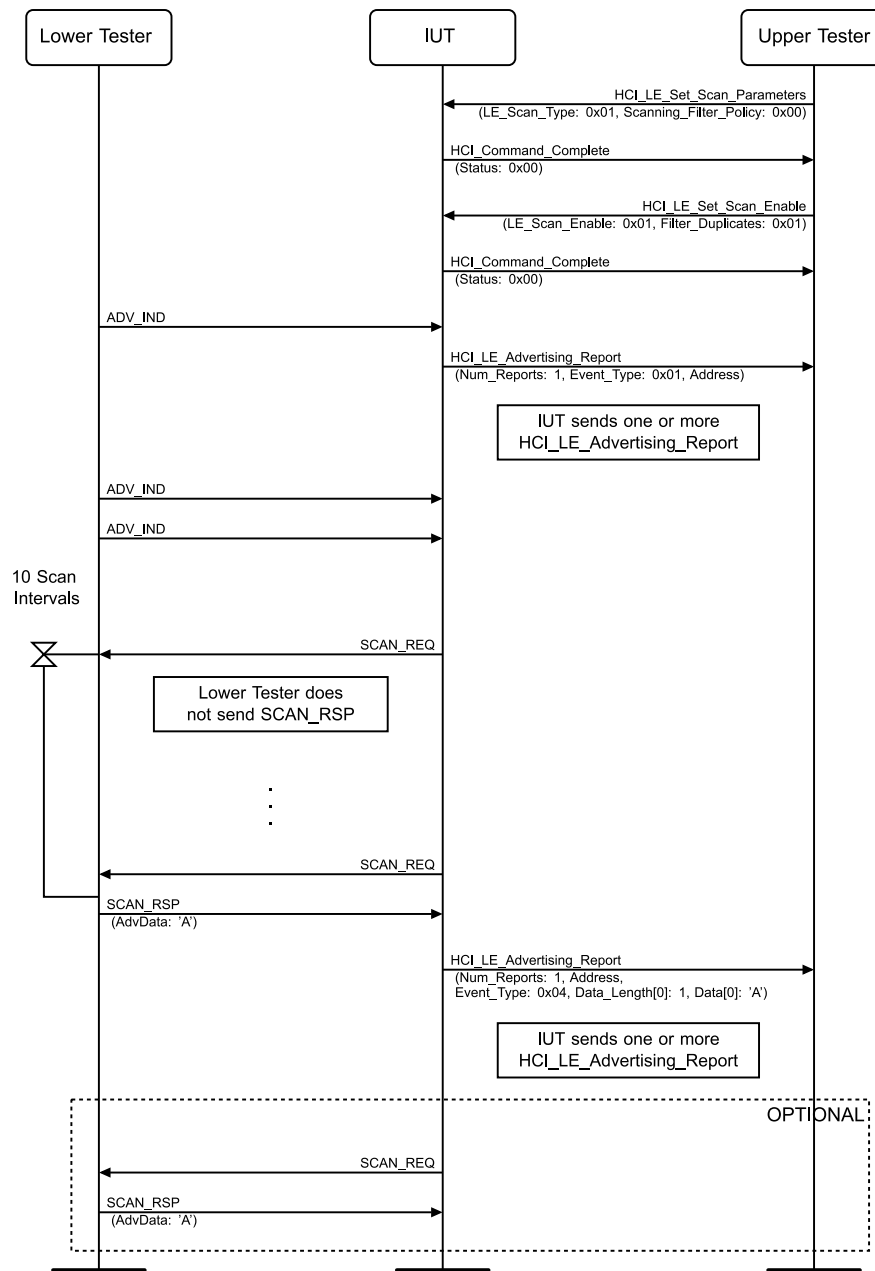 Lower Tester
IUT
Upper Tester
HCI_LE_Set_Scan_Parameters
(LE_Scan_Type: 0x01, Scanning_Filter_Policy: 0x00)
HCI_Command_Complete
(Status: 0x00)
HCI_LE_Set_Scan_Enable
(LE_Scan_Enable: 0x01, Filter_Duplicates: 0x01)
HCI_Command_Complete
(Status: 0x00)
ADV_IND
HCI_LE_Advertising_Report
(Num_Reports: 1, Event_Type: 0x01, Address)
IUT sends one or more
HCI_LE_Advertising_Report
ADV_IND
ADV_IND
10 Scan
Intervals
SCAN_REQ
Lower Tester does
not send SCAN_RSP
.
.
.
SCAN_REQ
SCAN_RSP
(AdvData: 'A')
HCI_LE_Advertising_Report
(Num_Reports: 1, Address,
Event_Type: 0x04, Data_Length[0]: 1, Data[0]: 'A')
IUT sends one or more
HCI_LE_Advertising_Report
OPTIONAL
SCAN_REQ
SCAN_RSP
(AdvData: 'A')